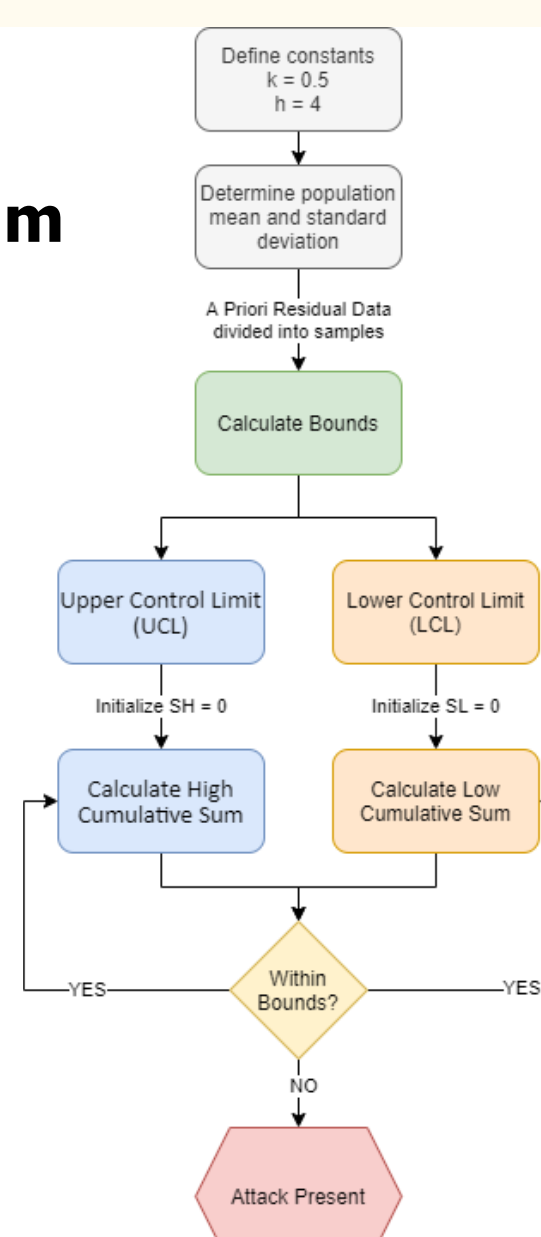 Define constants
k = 0.5
h = 4
m
Determine population
mean and standard
deviation
A Priori Residual Data
divided into samples
Calculate Bounds
Upper Control Limit
(UCL)
Lower Control Limit
(LCL)
Initialize SH = 0
Initialize SL = 0
Calculate High
Cumulative Sum
Calculate Low
Cumulative Sum
Within
Bounds?
YES
YES
NO
Attack Present